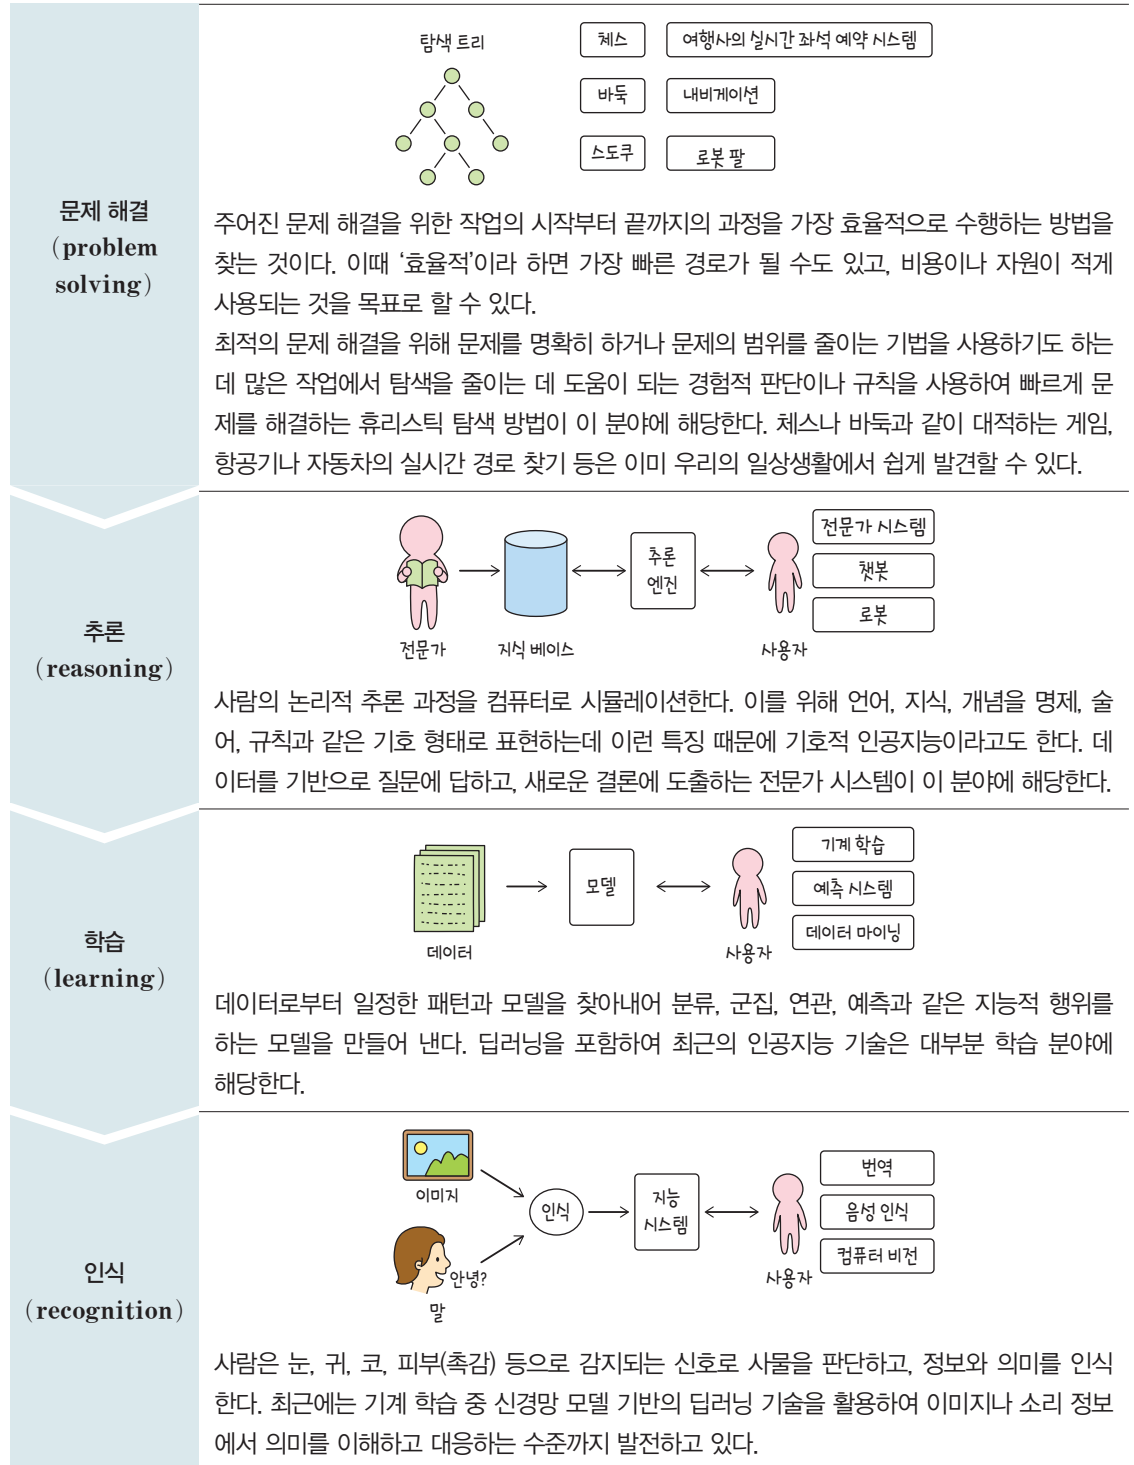 탐색 트리
체스
여행사의 실시간 좌석 예약 시스템
바둑
내비게이션
스도쿠
로봇 팔
문제 해결
(problem
solving)
주어진 문제 해결을 위한 작업의 시작부터 끝까지의 과정을 가장 효율적으로 수행하는 방법을
찾는 것이다. 이때 ‘효율적’이라 하면 가장 빠른 경로가 될 수도 있고, 비용이나 자원이 적게
사용되는 것을 목표로 할 수 있다.
최적의 문제 해결을 위해 문제를 명확히 하거나 문제의 범위를 줄이는 기법을 사용하기도 하는
데 많은 작업에서 탐색을 줄이는 데 도움이 되는 경험적 판단이나 규칙을 사용하여 빠르게 문
제를 해결하는 휴리스틱 탐색 방법이 이 분야에 해당한다. 체스나 바둑과 같이 대적하는 게임,
항공기나 자동차의 실시간 경로 찾기 등은 이미 우리의 일상생활에서 쉽게 발견할 수 있다.
추론
(reasoning)
전문가
지식 베이스
추론
엔진
사용자
전문가 시스템
챗봇
로봇
사람의 논리적 추론 과정을 컴퓨터로 시뮬레이션한다. 이를 위해 언어, 지식, 개념을 명제, 술
어, 규칙과 같은 기호 형태로 표현하는데 이런 특징 때문에 기호적 인공지능이라고도 한다. 데
이터를 기반으로 질문에 답하고, 새로운 결론에 도출하는 전문가 시스템이 이 분야에 해당한다.
학습
(learning)
데이터
모델
사용자
기계 학습
예측 시스템
데이터 마이닝
데이터로부터 일정한 패턴과 모델을 찾아내어 분류, 군집, 연관, 예측과 같은 지능적 행위를
하는 모델을 만들어 낸다. 딥러닝을 포함하여 최근의 인공지능 기술은 대부분 학습 분야에
해당한다.
인식
(recognition)
이미지
안녕?
말
인식
지능
시스템
사용자
번역
음성 인식
컴퓨터 비전
사람은 눈, 귀, 코, 피부(촉감) 등으로 감지되는 신호로 사물을 판단하고, 정보와 의미를 인식
한다. 최근에는 기계 학습 중 신경망 모델 기반의 딥러닝 기술을 활용하여 이미지나 소리 정보
에서 의미를 이해하고 대응하는 수준까지 발전하고 있다.